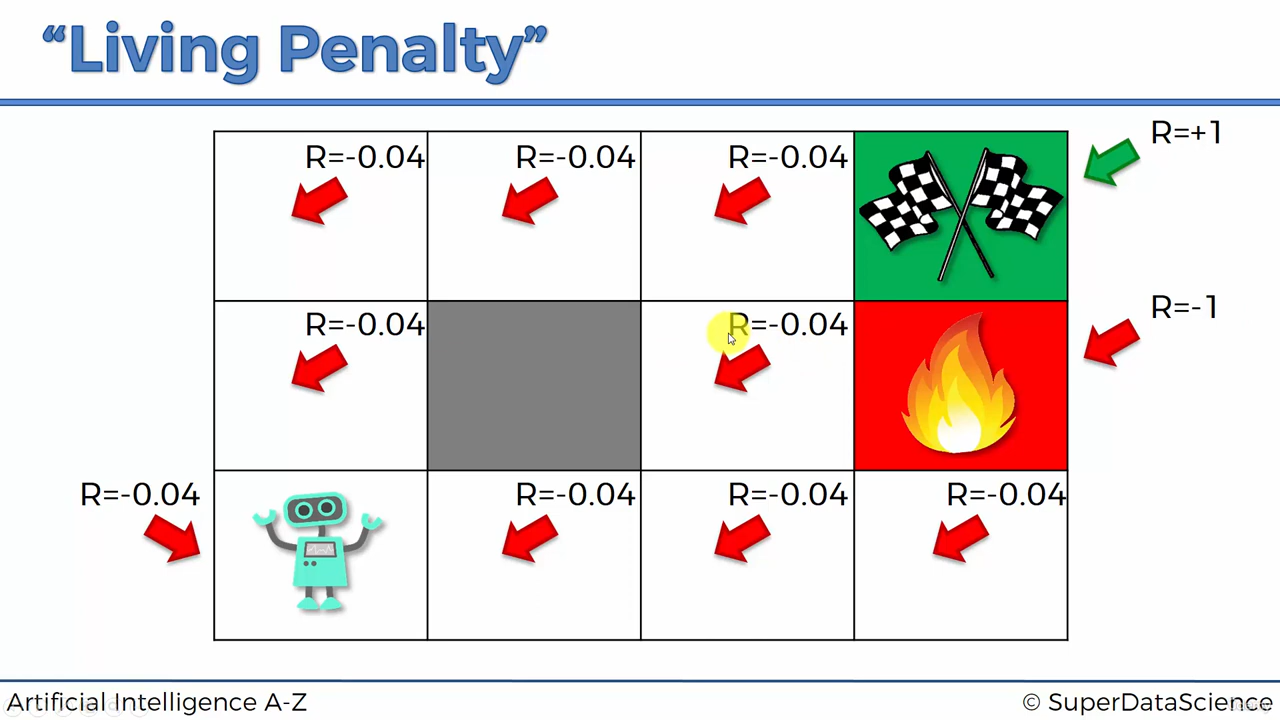 “Living Penalty”
R=+1
R=-0.04 R=-0.04 R=-0.04
R=-1
R=-0.04 R=-0.04
R=-0.04 R=-0.04 R=-0.04 R=-0.04
Artificial Intelligence A-Z © SuperDataScience